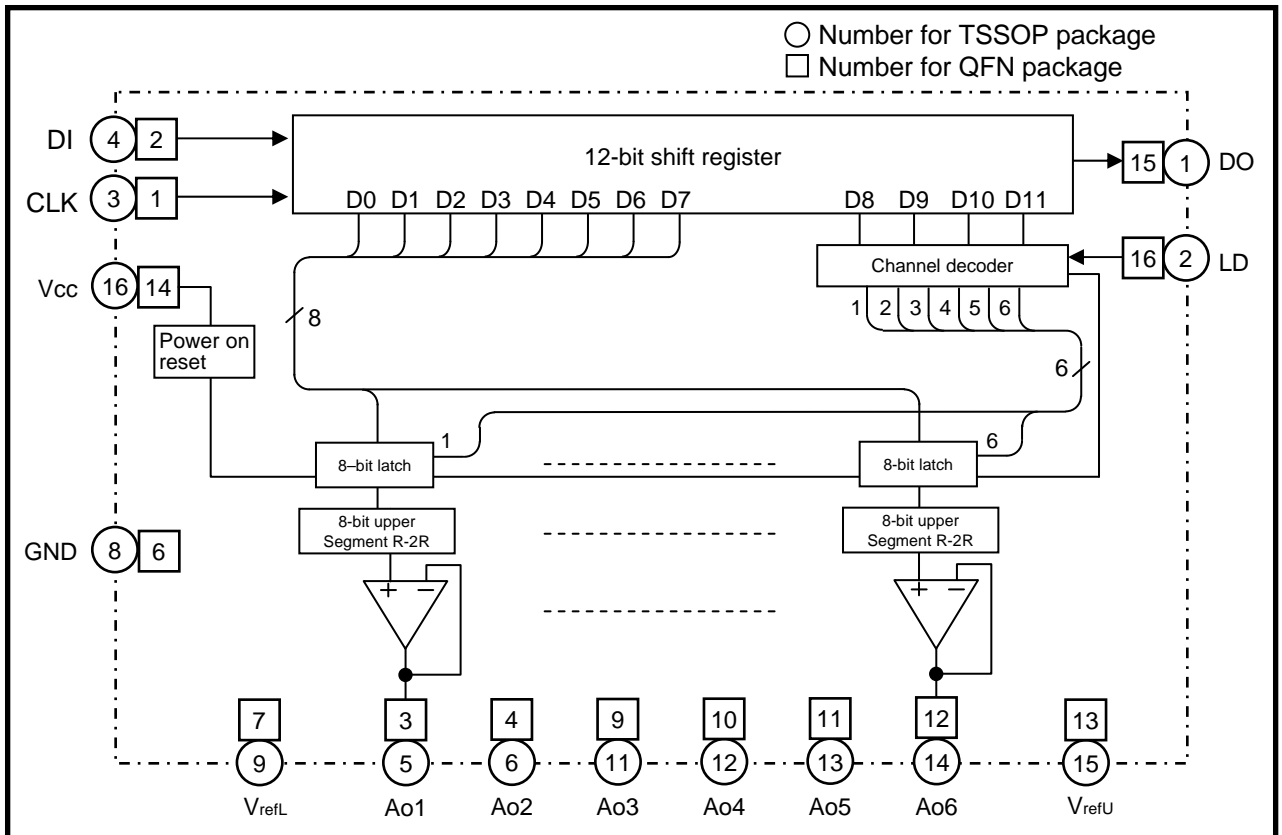 Number for TSSOP package
Number for QFN package
DI 4 2
12-bit shift register
15 1 DO
CLK 3 1
D0 D1 D2 D3 D4 D5 D6 D7 D8 D9 D10 D11
Vcc 16 14
Channel decoder
16 2 LD
1 2 3 4 5 6
8
Power on
reset
6
1
6
8–bit latch
8-bit latch
8-bit upper
Segment R-2R
8-bit upper
Segment R-2R
GND 8 6
+ −
+ −
7 3 4 9 10 11 12 13
9 5 6 11 12 13 14 15
VrefL Ao1 Ao2 Ao3 Ao4 Ao5 Ao6 VrefU